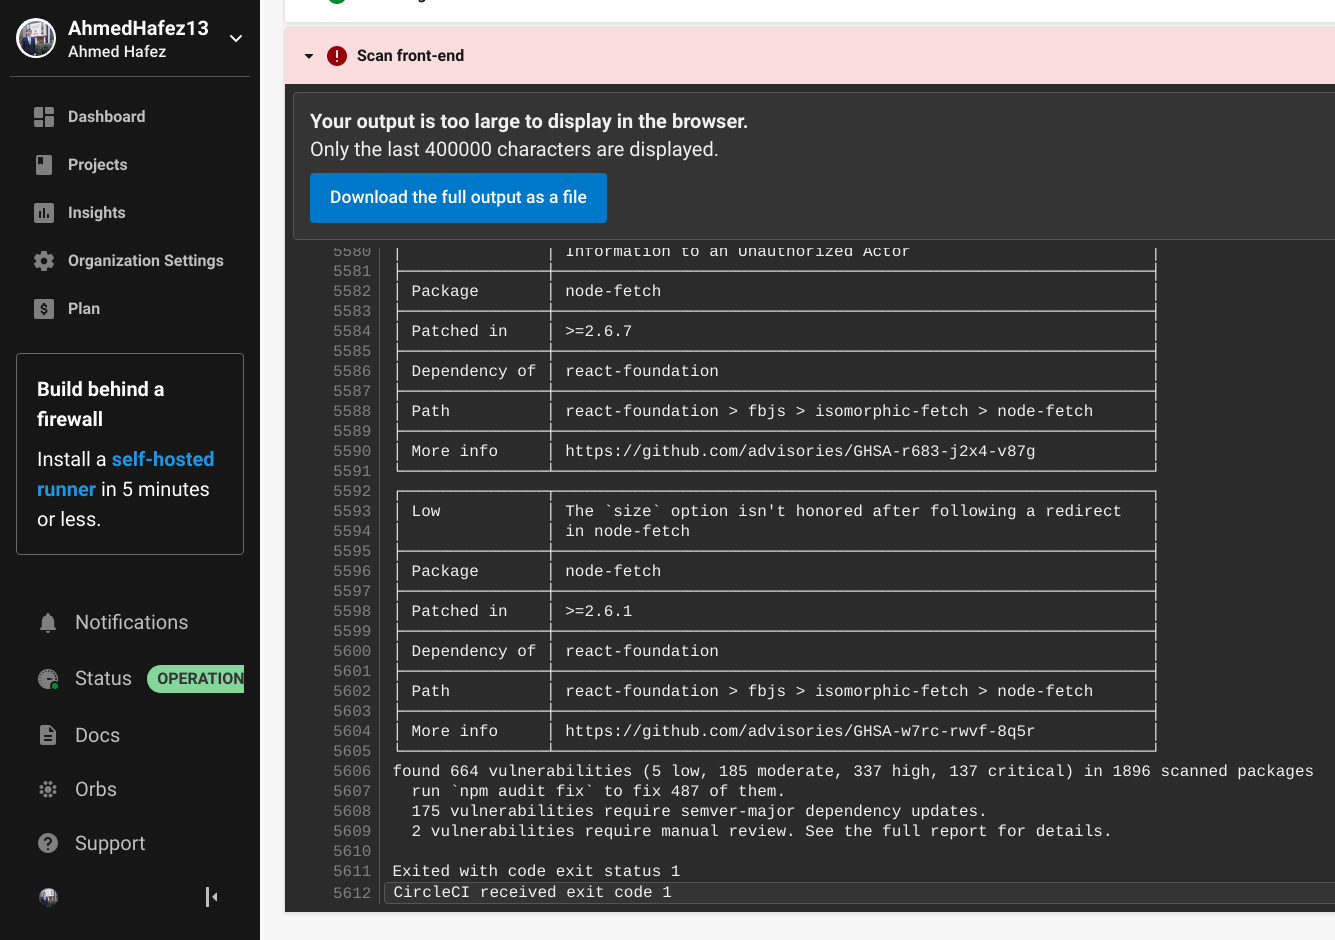 AhmedHafez13
Ahmed Hafez
Dashboard
Projects
Insights
Organization Settings
Plan
Build behind a
firewall
Install a self-hosted
runner in 5 minutes
or less.
Notifications
Status OPERATION
Docs
Orbs
Support
Scan front-end
Your output is too large to display in the browser.
Only the last 400000 characters are displayed.
Download the full output as a file
5580 Information to an Unauthorized Actor
5581
5582 Package node-fetch
5583
5584 Patched in >=2.6.7
5585
5586 Dependency of react-foundation
5587
5588 Path react-foundation > fbjs > isomorphic-fetch > node-fetch
5589
5590 More info https://github.com/advisories/GHSA-r683-j2x4-v87g
5591
5592
5593 Low The `size` option isn't honored after following a redirect
5594 in node-fetch
5595
5596 Package node-fetch
5597
5598 Patched in >=2.6.1
5599
5600 Dependency of react-foundation
5601
5602 Path react-foundation > fbjs > isomorphic-fetch > node-fetch
5603
5604 More info https://github.com/advisories/GHSA-w7rc-rwvf-8q5r
5605
5606 found 664 vulnerabilities (5 low, 185 moderate, 337 high, 137 critical) in 1896 scanned packages
5607 run `npm audit fix` to fix 487 of them.
5608 175 vulnerabilities require semver-major dependency updates.
5609 2 vulnerabilities require manual review. See the full report for details.
5610
5611 Exited with code exit status 1
5612 CircleCI received exit code 1